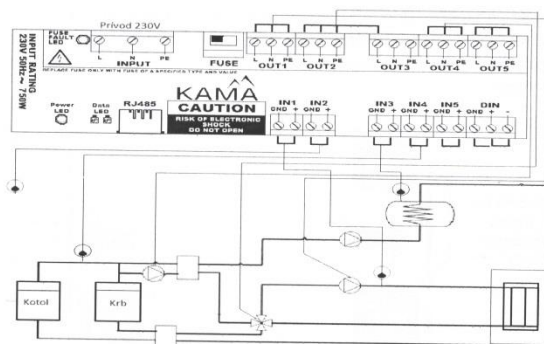 Prívod 230V
FUSE
FAULT
LED
INPUT RATING
230V 50Hz~ 750W
L N PE
INPUT
FUSE
L N PE
OUT1
L N PE
OUT2
L N PE
OUT3
L N PE
OUT4
L N PE
OUT5
REPLACE FUSE ONLY WITH FUSE OF A SPECIFIED TYPE AND VALUE
Power
LED
Data
LED
RJ485
KAMA
CAUTION
RISK OF ELECTRONIC
SHOCK
DO NOT OPEN
IN1
GND +
IN2
GND +
IN3
GND +
IN4
GND +
IN5
GND +
DIN
GND + -
Kotol
Krb